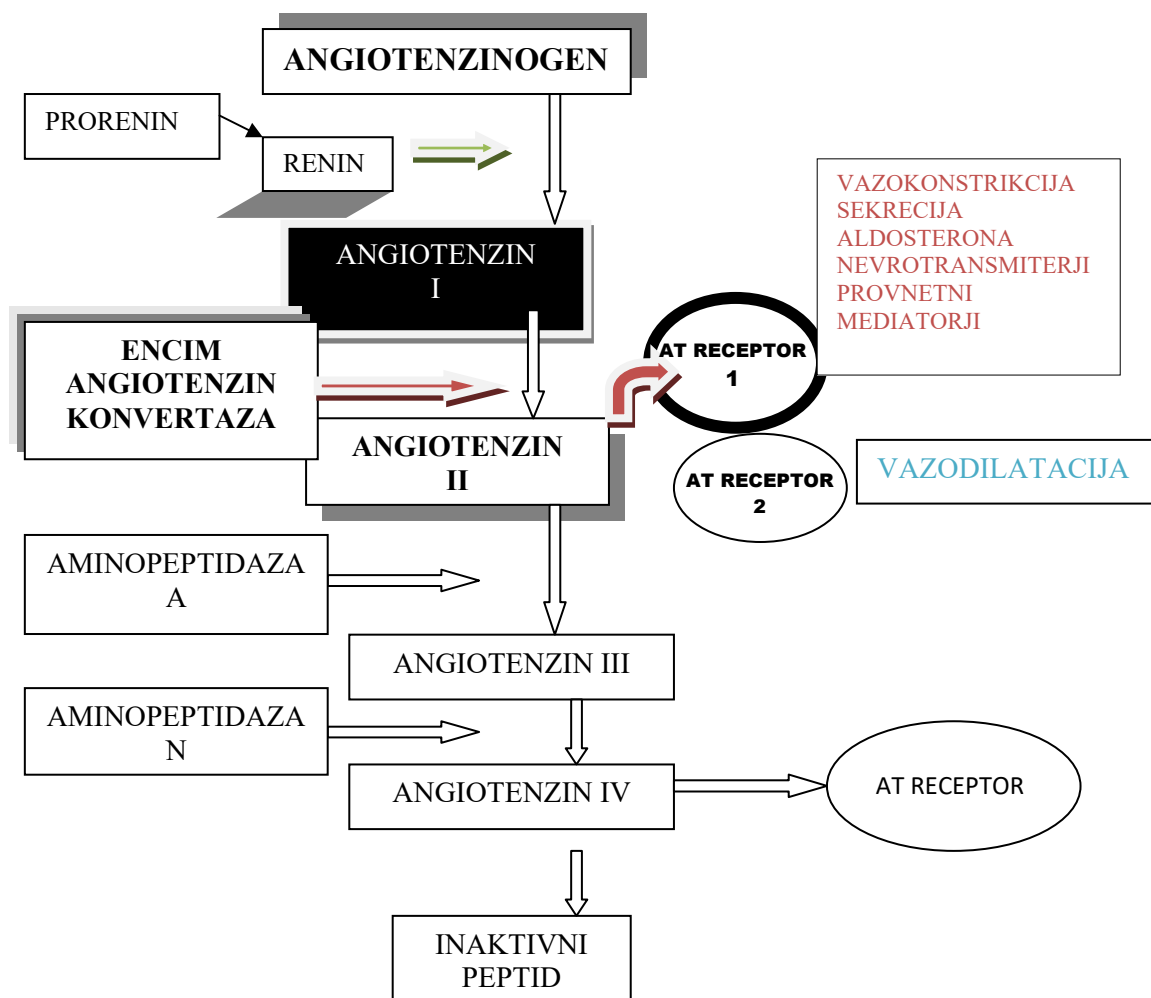 ANGIOTENZINOGEN
PRORENIN
RENIN
VAZOKONSTRIKCIJA
SEKRECIJA
ALDOSTERONA
NEVROTRANSMITERJI
PROVNETNI
MEDIATORJI
ANGIOTENZIN
I
ENCIM
ANGIOTENZIN
KONVERTAZA
AT RECEPTOR
1
ANGIOTENZIN
II
AT RECEPTOR
2
VAZODILATACIJA
AMINOPEPTIDAZA
A
ANGIOTENZIN III
AMINOPEPTIDAZA
N
ANGIOTENZIN IV
AT RECEPTOR
INAKTIVNI
PEPTID